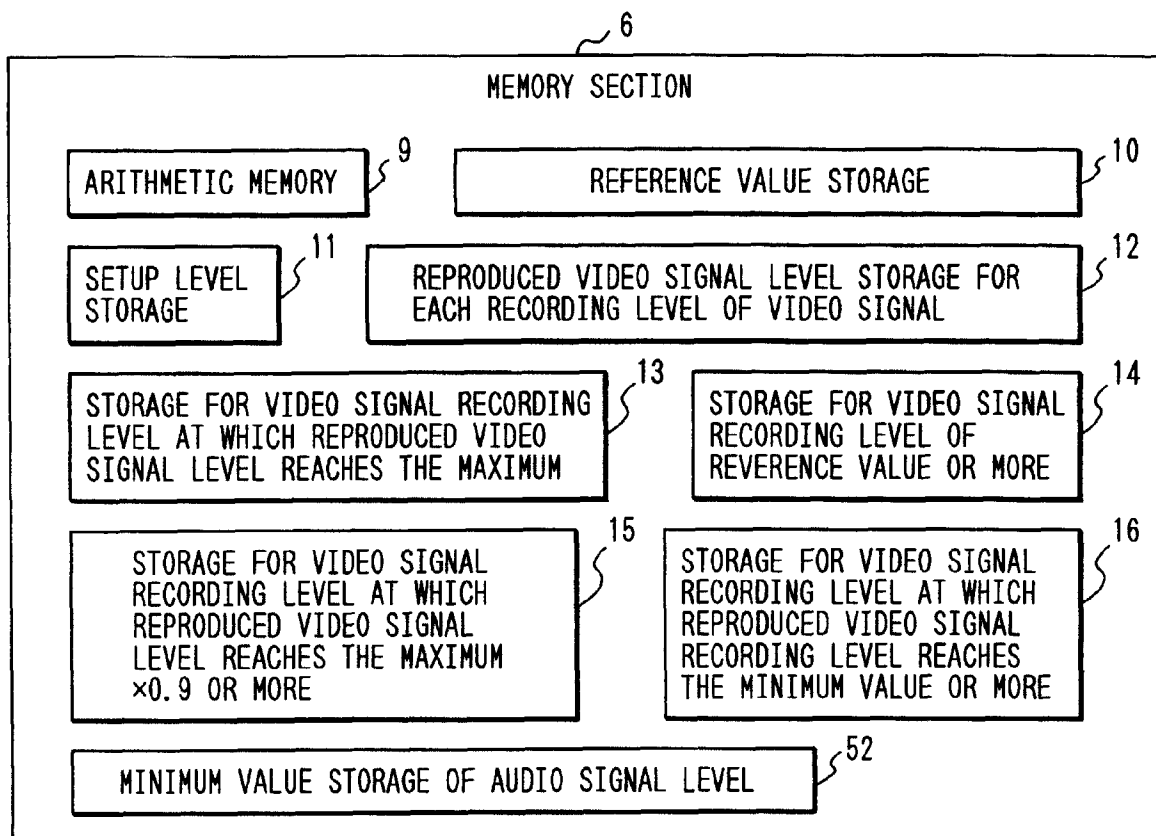 6
MEMORY SECTION
9
ARITHMETIC MEMORY
10
REFERENCE VALUE STORAGE
11
SETUP LEVEL
STORAGE
12
REPRODUCED VIDEO SIGNAL LEVEL STORAGE FOR
EACH RECORDING LEVEL OF VIDEO SIGNAL
13
STORAGE FOR VIDEO SIGNAL RECORDING
LEVEL AT WHICH REPRODUCED VIDEO
SIGNAL LEVEL REACHES THE MAXIMUM
14
STORAGE FOR VIDEO SIGNAL
RECORDING LEVEL OF
REVERENCE VALUE OR MORE
15
STORAGE FOR VIDEO SIGNAL
RECORDING LEVEL AT WHICH
REPRODUCED VIDEO SIGNAL
LEVEL REACHES THE MAXIMUM
×0.9 OR MORE
16
STORAGE FOR VIDEO SIGNAL
RECORDING LEVEL AT WHICH
REPRODUCED VIDEO SIGNAL
RECORDING LEVEL REACHES
THE MINIMUM VALUE OR MORE
52
MINIMUM VALUE STORAGE OF AUDIO SIGNAL LEVEL